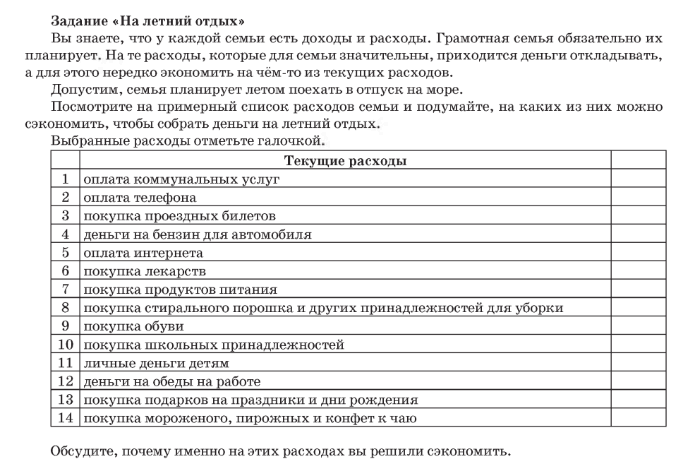 Задание «На летний отдых»
Вы знаете, что у каждой семьи есть доходы и расходы. Грамотная семья обязательно их
планирует. На те расходы, которые для семьи значительны, приходится деньги откладывать,
а для этого нередко экономить на чём-то из текущих расходов.
Допустим, семья планирует летом поехать в отпуск на море.
Посмотрите на примерный список расходов семьи и подумайте, на каких из них можно
сэкономить, чтобы собрать деньги на летний отдых.
Выбранные расходы отметьте галочкой.
Текущие расходы
1 оплата коммунальных услуг
2 оплата телефона
3 покупка проездных билетов
4 деньги на бензин для автомобиля
5 оплата интернета
6 покупка лекарств
7 покупка продуктов питания
8 покупка стирального порошка и других принадлежностей для уборки
9 покупка обуви
10 покупка школьных принадлежностей
11 личные деньги детям
12 деньги на обеды на работе
13 покупка подарков на праздники и дни рождения
14 покупка мороженого, пирожных и конфет к чаю
Обсудите, почему именно на этих расходах вы решили сэкономить.